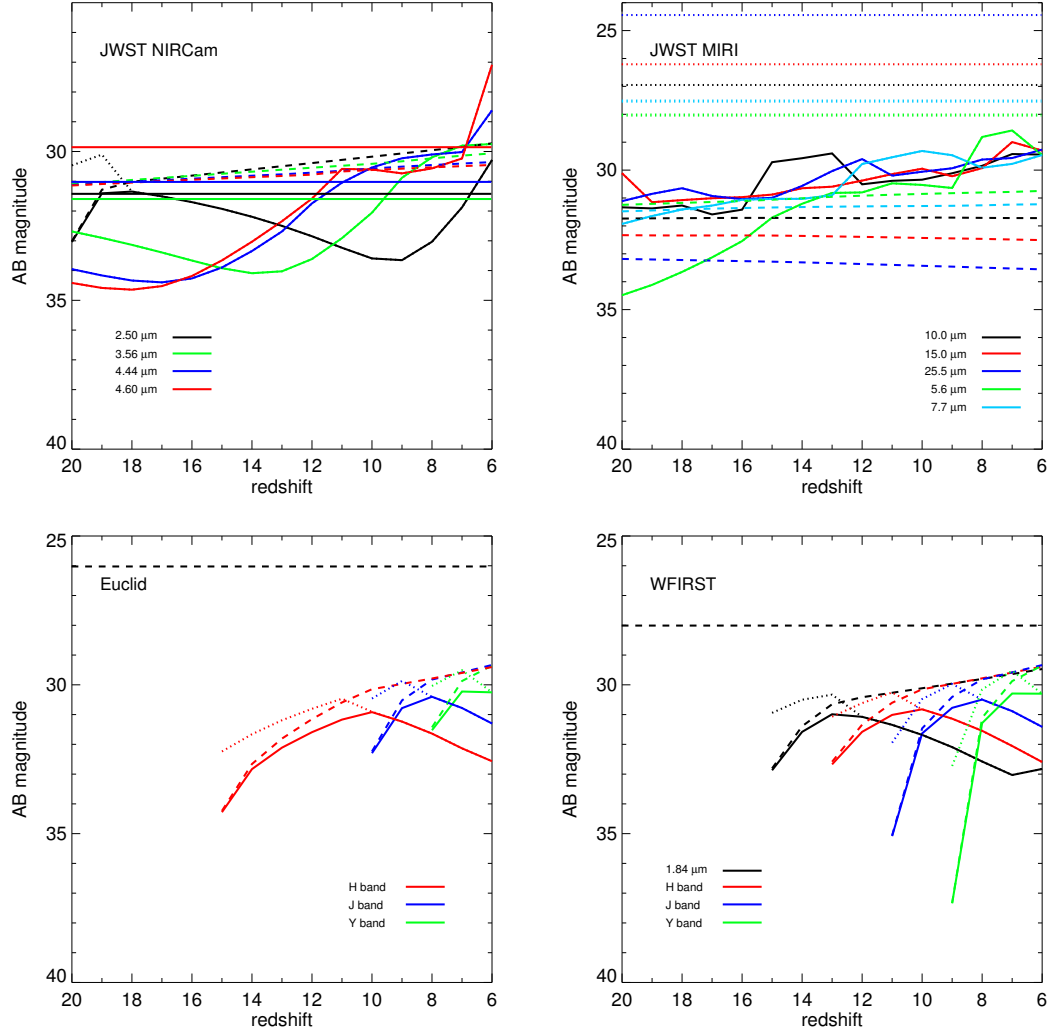 JWST NIRCam
AB magnitude
30
35
40
2.50 μm
3.56 μm
4.44 μm
4.60 μm
20 18 16 14 12 10 8 6
redshift
JWST MIRI
AB magnitude
25
30
35
40
10.0 μm
15.0 μm
25.5 μm
5.6 μm
7.7 μm
20 18 16 14 12 10 8 6
redshift
Euclid
AB magnitude
25
30
35
40
H band
J band
Y band
20 18 16 14 12 10 8 6
redshift
WFIRST
AB magnitude
25
30
35
40
1.84 μm
H band
J band
Y band
20 18 16 14 12 10 8 6
redshift